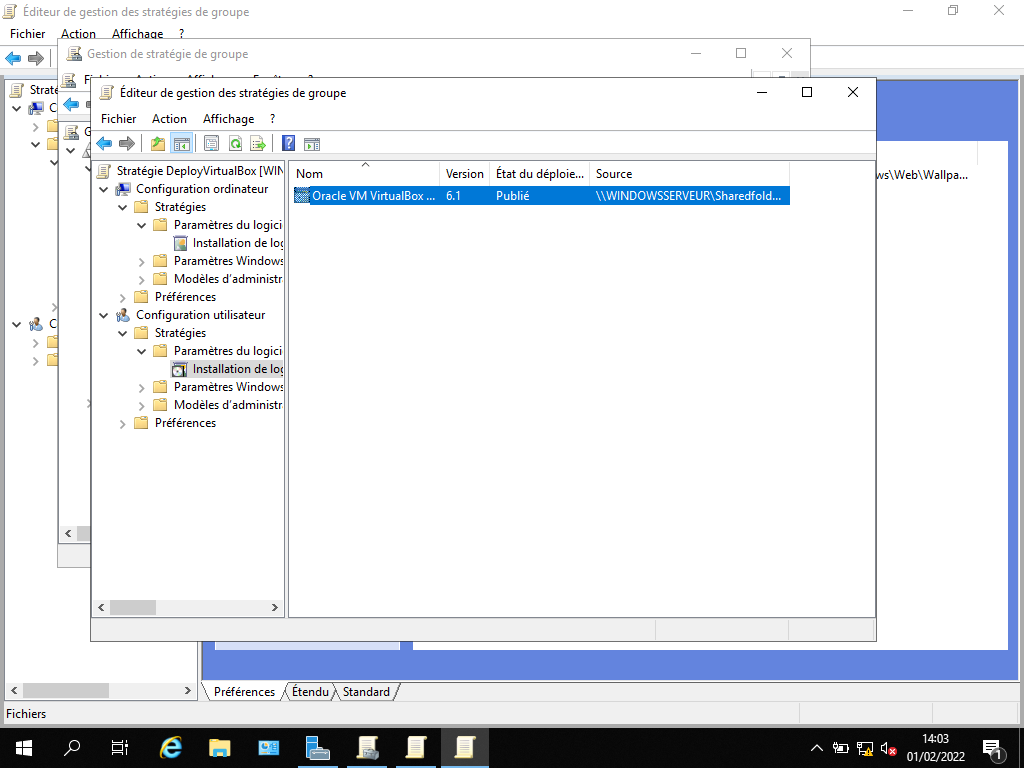 Éditeur de gestion des stratégies de groupe
Fichier Action Affichage ?
Gestion de stratégie de groupe
Éditeur de gestion des stratégies de groupe
Fichier Action Affichage ?
Stratégie DeployVirtualBox [WIN
Configuration ordinateur
Stratégies
Paramètres du logici
Installation de log
Paramètres Windows
Modèles d'administr
Préférences
Configuration utilisateur
Stratégies
Paramètres du logici
Installation de log
Paramètres Windows
Modèles d'administr
Préférences
Nom Version État du déploie... Source
Oracle VM VirtualBox ... 6.1 Publié \\WINDOWSSERVEUR\Sharedfold...
Straté
C
G
C
ws\Web\Wallpa...
Préférences Étendu Standard
Fichiers
14:03
01/02/2022
1